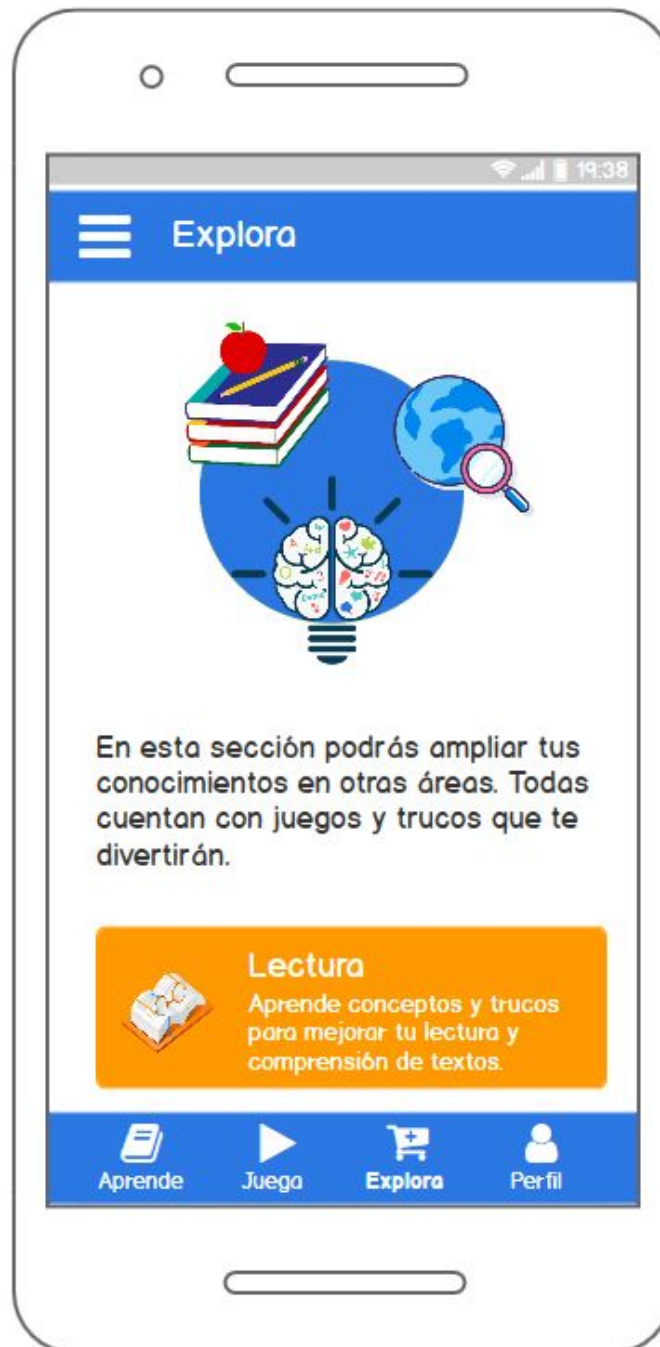 19:38
Explora
En esta sección podrás ampliar tus
conocimientos en otras áreas. Todas
cuentan con juegos y trucos que te
divertirán.
Lectura
Aprende conceptos y trucos
para mejorar tu lectura y
comprensión de textos.
Aprende Juega Explora Perfil